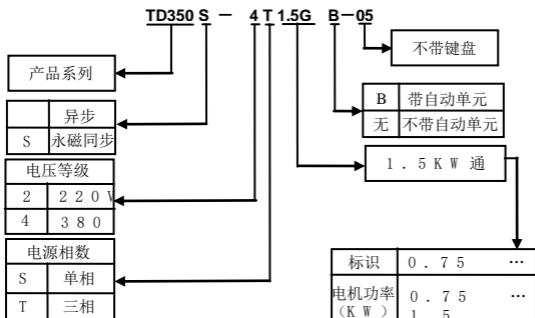 TD350 S - 4 T 1.5G B-05
不带键盘
产品系列
B 带自动单元
无 不带自动单元
异步
S 永磁同步
1.5KW 通
电压等级
2 220V
4 380
电源相数
S 单相
T 三相
标识 0.75 …
电机功率 0.75 …
(KW) 1.5